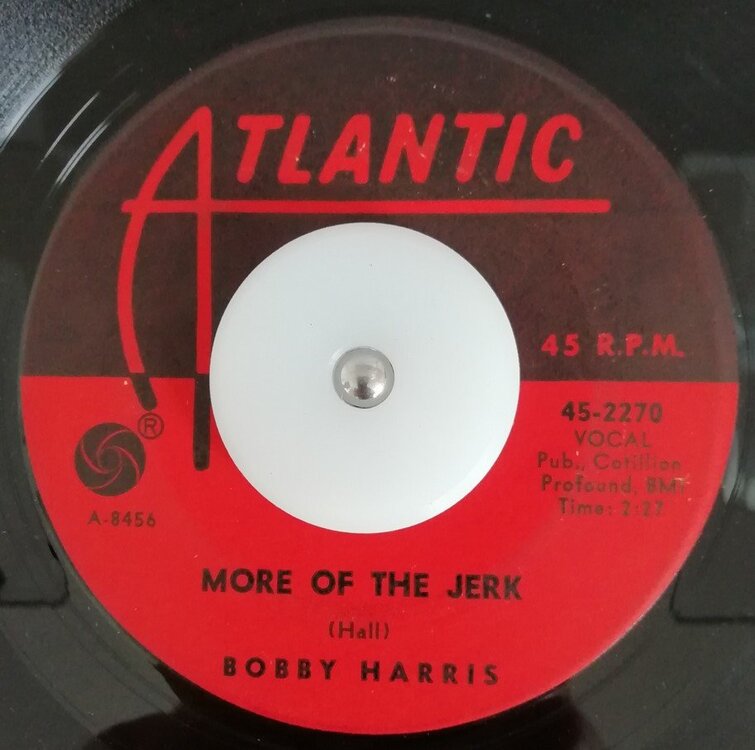 ATLANTIC
45 R.P.M.
45-2270
VOCAL
Pub., Cotillion
Profound, BMI
Time: 2:27
®
A-8456
MORE OF THE JERK
(Hall)
BOBBY HARRIS